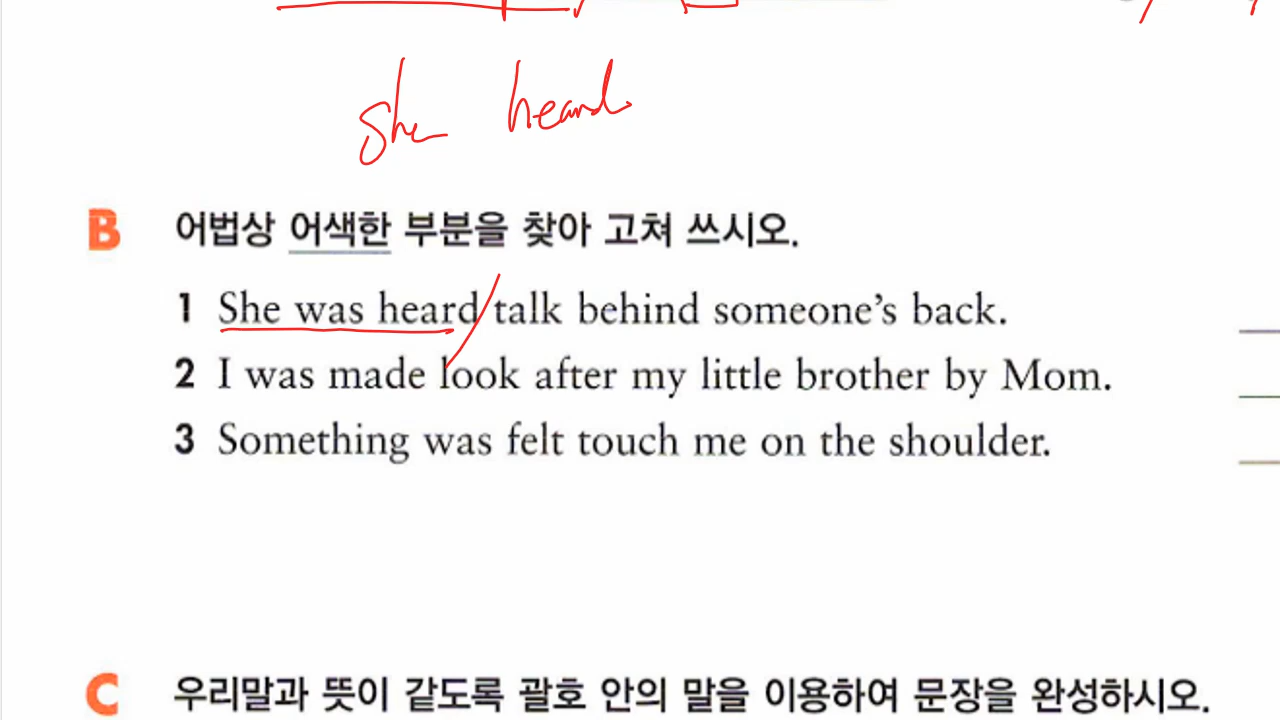 she heard
B 어법상 어색한 부분을 찾아 고쳐 쓰시오.
1 She was heard talk behind someone's back.
2 I was made look after my little brother by Mom.
3 Something was felt touch me on the shoulder.
C 우리말과 뜻이 같도록 괄호 안의 말을 이용하여 문장을 완성하시오.